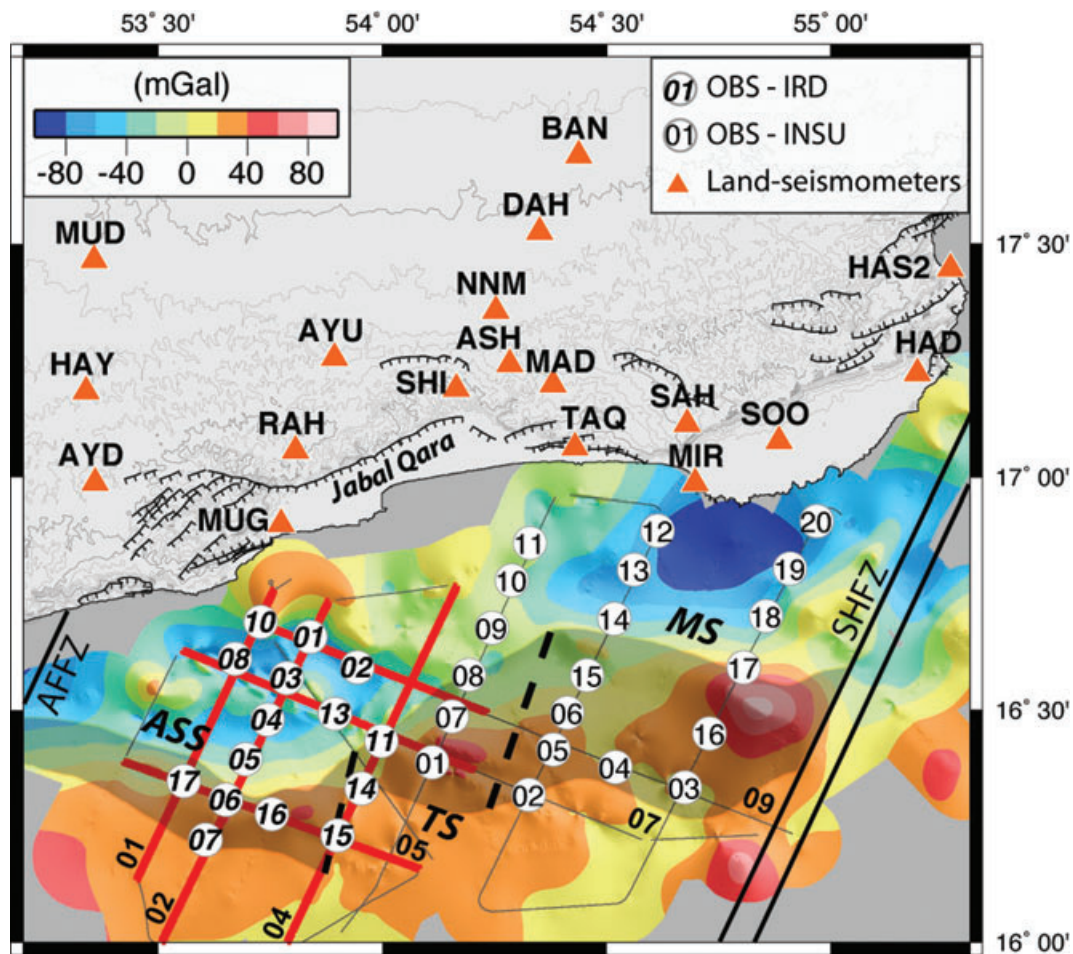 53˚ 30'
54˚ 00'
54˚ 30'
55˚ 00'
(mGal)
-80 -40 0 40 80
01 OBS - IRD
01 OBS - INSU
Land-seismometers
BAN
DAH
MUD
17˚ 30'
HAS2
NNM
AYU
ASH
HAY
MAD
HAD
SHI
SAH
RAH
TAQ
SOO
AYD
Jabal Qara
MIR
17˚ 00'
MUG
20
12
11
19
13
10
18
10
14
09
MS
SHFZ
01
08
02
17
AFFZ
03
08
15
13
04
07
06
16
ASS
11
05
05
01
04
17
14
03
06
02
16
09
TS
07
15
07
05
01
02
04
16˚ 30'
16˚ 00'